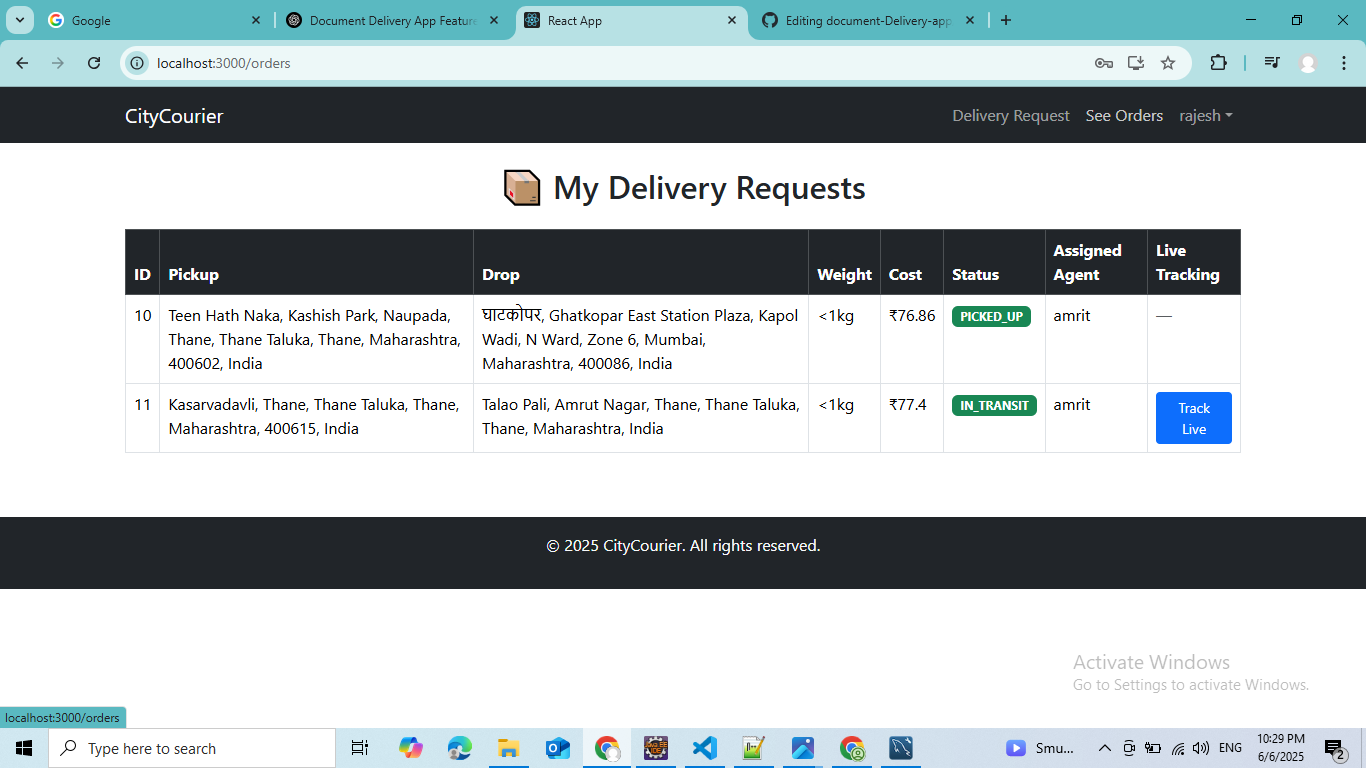 Google
Document Delivery App Feature
React App
Editing document-Delivery-app
localhost:3000/orders
CityCourier
Delivery Request
See Orders
rajesh
My Delivery Requests
ID
Pickup
Drop
Weight
Cost
Status
Assigned
Agent
Live
Tracking
10
Teen Hath Naka, Kashish Park, Naupada,
Thane, Thane Taluka, Thane, Maharashtra,
400602, India
घाटकोपर, Ghatkopar East Station Plaza, Kapol
Wadi, N Ward, Zone 6, Mumbai,
Maharashtra, 400086, India
<1kg
₹76.86
PICKED_UP
amrit
—
11
Kasarvadavli, Thane, Thane Taluka, Thane,
Maharashtra, 400615, India
Talao Pali, Amrut Nagar, Thane, Thane Taluka,
Thane, Maharashtra, India
<1kg
₹77.4
IN_TRANSIT
amrit
Track
Live
© 2025 CityCourier. All rights reserved.
Activate Windows
Go to Settings to activate Windows.
localhost:3000/orders
Type here to search
Smu...
ENG
10:29 PM
6/6/2025
2